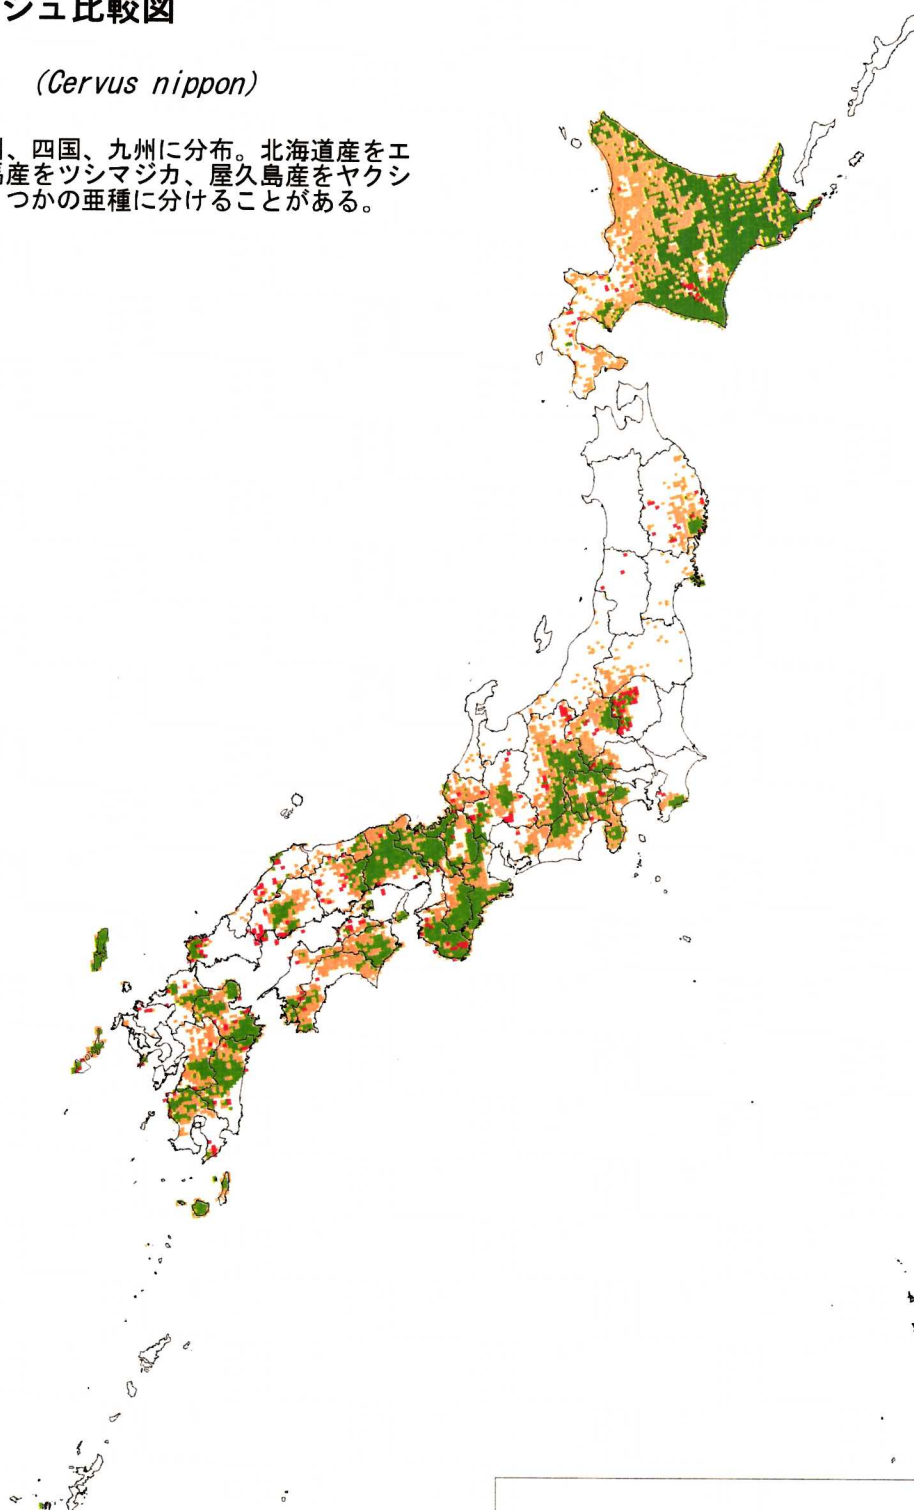 シュ比較図
(Cervus nippon)
、四国、九州に分布。北海道産をエ
産をツシマジカ、屋久島産をヤクシ
つかの亜種に分けることがある。